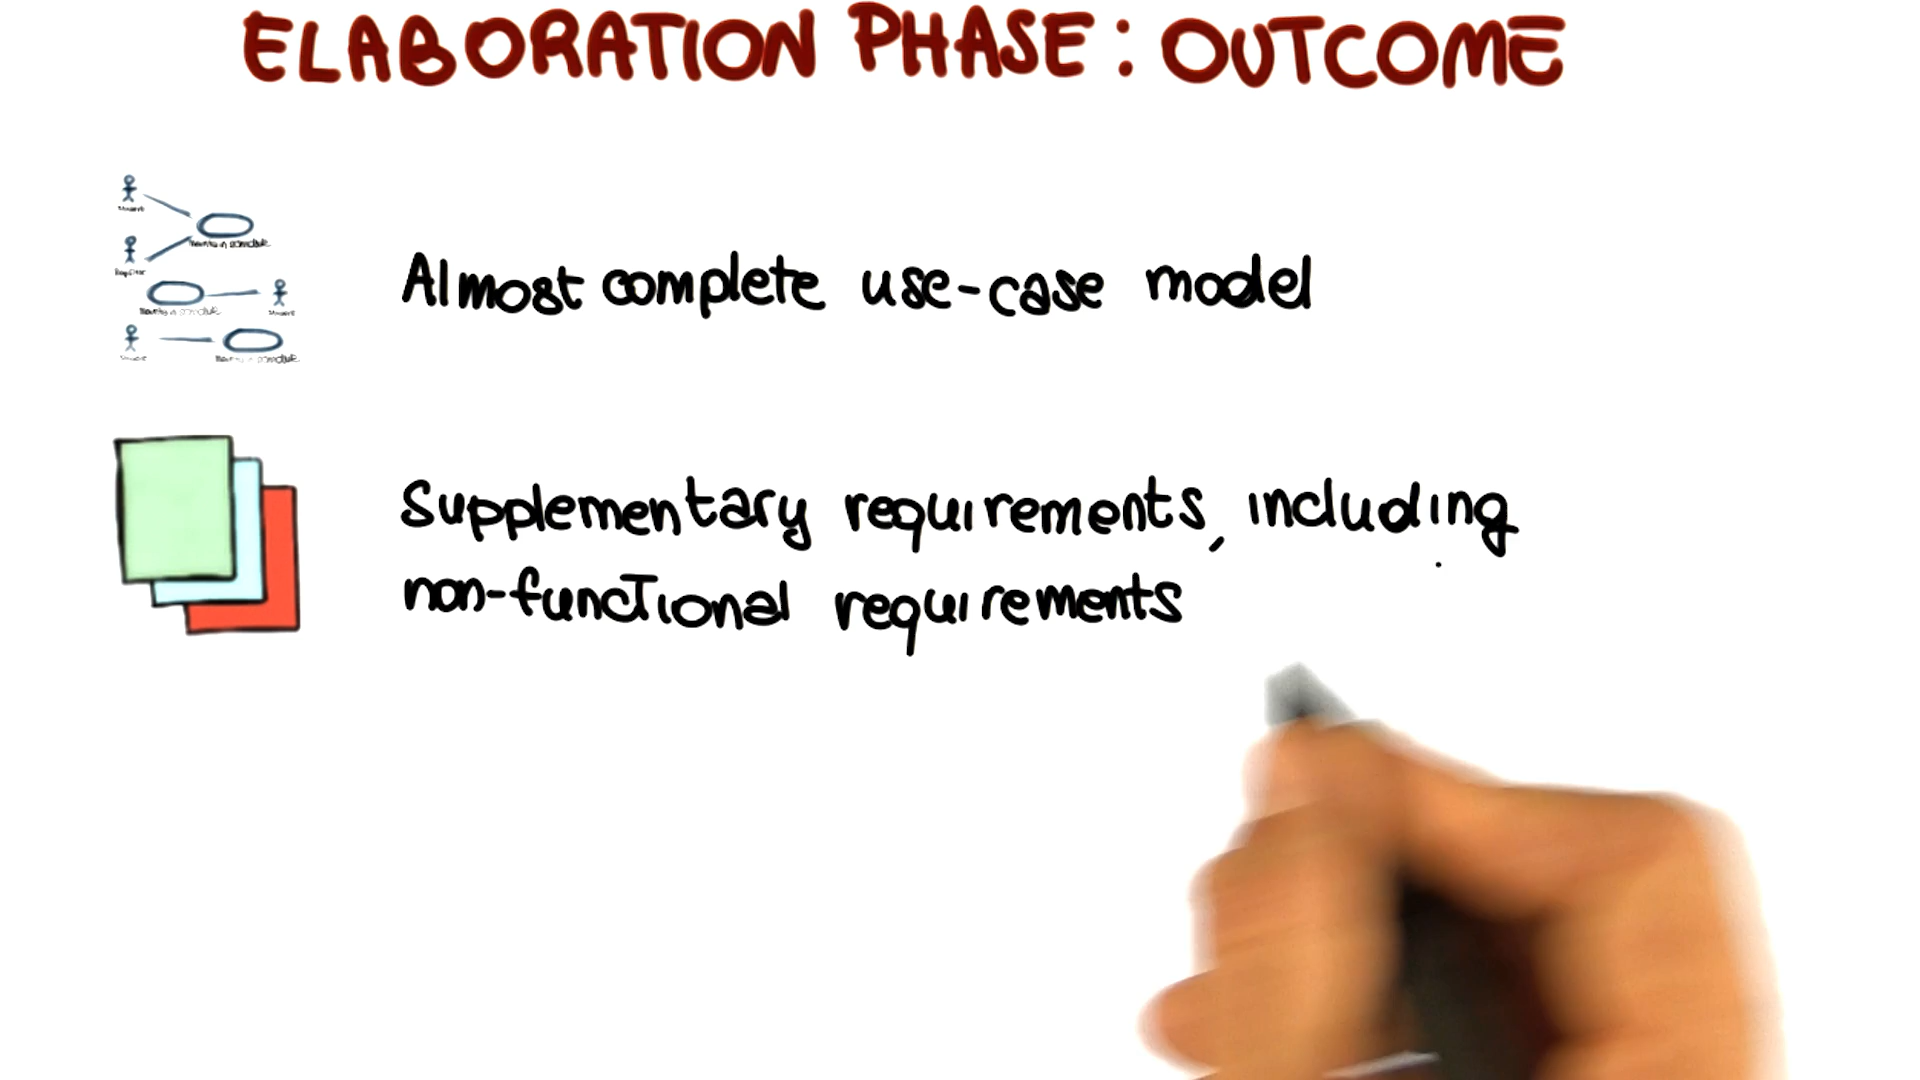 ELABORATION PHASE: OUTCOME
Almost complete use-case model
Supplementary requirements, including
non-functional requirements